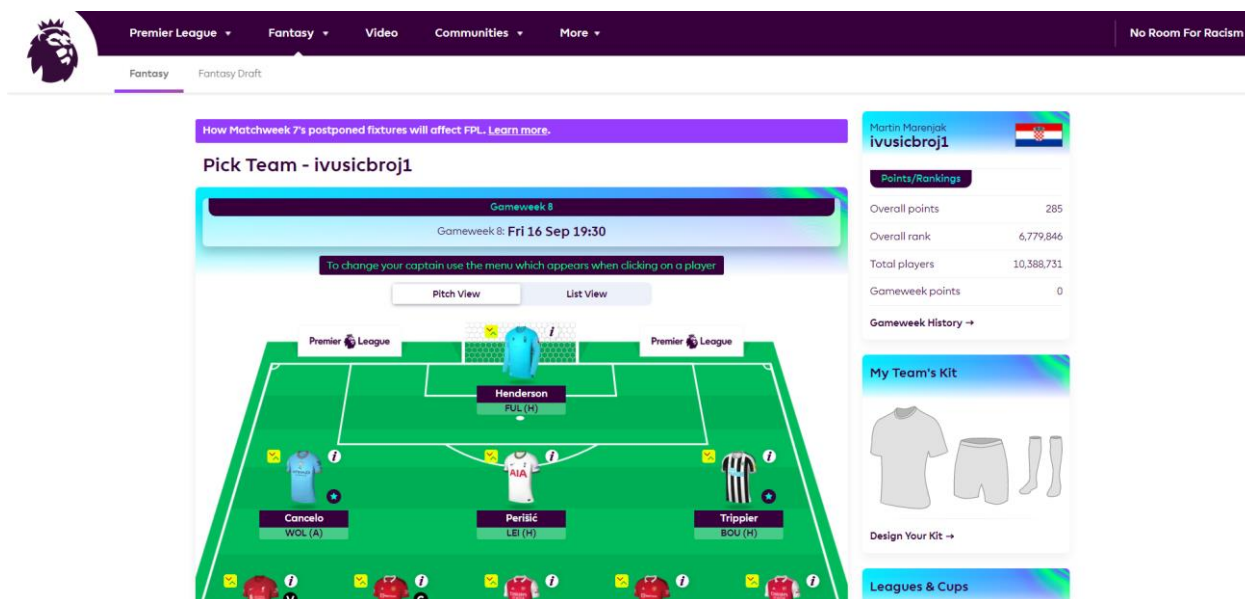 Premier League
Fantasy
Video
Communities
More
No Room For Racism
Fantasy
Fantasy Draft
How Matchweek 7's postponed fixtures will affect FPL. Learn more.
Pick Team - ivusicbroj1
Gameweek 8
Gameweek 8: Fri 16 Sep 19:30
To change your captain use the menu which appears when clicking on a player
Pitch View
List View
Premier League
Premier League
i
Henderson
FUL (H)
i
i
i
AIA
Cancelo
WOL (A)
Perišić
LEI (H)
Trippier
BOU (H)
i
i
i
i
i
Martin Marenjak
ivusicbroj1
Points/Rankings
Overall points 285
Overall rank 6,779,846
Total players 10,388,731
Gameweek points 0
Gameweek History →
My Team's Kit
Design Your Kit →
Leagues & Cups